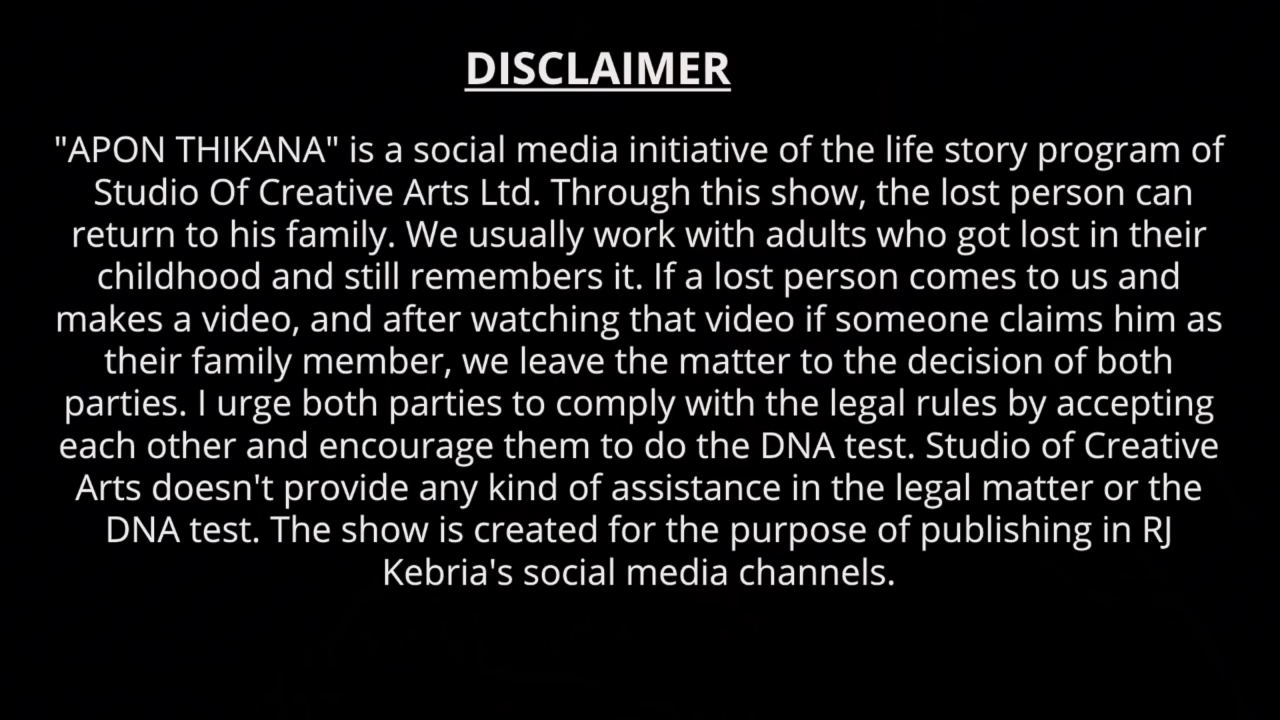 DISCLAIMER
"APON THIKANA" is a social media initiative of the life story program of
Studio Of Creative Arts Ltd. Through this show, the lost person can
return to his family. We usually work with adults who got lost in their
childhood and still remembers it. If a lost person comes to us and
makes a video, and after watching that video if someone claims him as
their family member, we leave the matter to the decision of both
parties. I urge both parties to comply with the legal rules by accepting
each other and encourage them to do the DNA test. Studio of Creative
Arts doesn't provide any kind of assistance in the legal matter or the
DNA test. The show is created for the purpose of publishing in RJ
Kebria's social media channels.